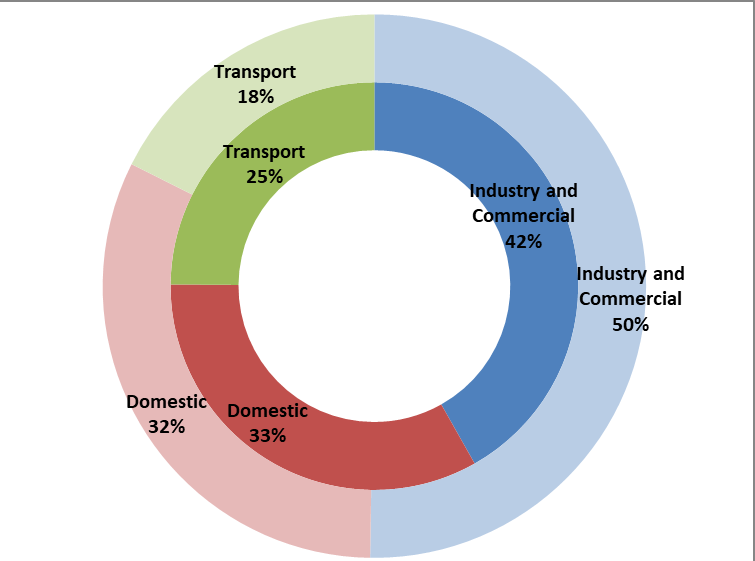 Transport
18%
Transport
25%
Industry and
Commercial
42%
Industry and
Commercial
50%
Domestic
32%
Domestic
33%